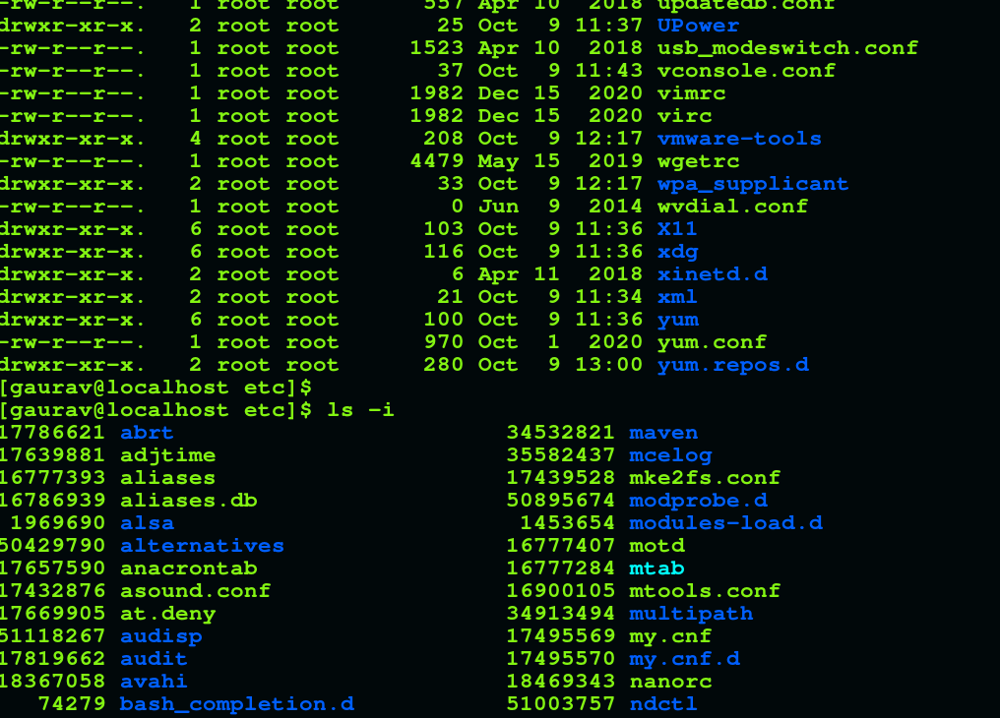 -rw-r--r--.   1 root root     557 Apr 10  2018 updatedb.conf
drwxr-xr-x.   2 root root      25 Oct  9 11:37 UPower
-rw-r--r--.   1 root root    1523 Apr 10  2018 usb_modeswitch.conf
-rw-r--r--.   1 root root      37 Oct  9 11:43 vconsole.conf
-rw-r--r--.   1 root root    1982 Dec 15  2020 vimrc
-rw-r--r--.   1 root root    1982 Dec 15  2020 virc
drwxr-xr-x.   4 root root     208 Oct  9 12:17 vmware-tools
-rw-r--r--.   1 root root    4479 May 15  2019 wgetrc
drwxr-xr-x.   2 root root      33 Oct  9 12:17 wpa_supplicant
-rw-r--r--.   1 root root       0 Jun  9  2014 wvdial.conf
drwxr-xr-x.   6 root root     103 Oct  9 11:36 X11
drwxr-xr-x.   6 root root     116 Oct  9 11:36 xdg
drwxr-xr-x.   2 root root       6 Apr 11  2018 xinetd.d
drwxr-xr-x.   2 root root      21 Oct  9 11:34 xml
drwxr-xr-x.   6 root root     100 Oct  9 11:36 yum
-rw-r--r--.   1 root root     970 Oct  1  2020 yum.conf
drwxr-xr-x.   2 root root     280 Oct  9 13:00 yum.repos.d
[gaurav@localhost etc]$
[gaurav@localhost etc]$ ls -i
17786621 abrt                        34532821 maven
17639881 adjtime                     35582437 mcelog
16777393 aliases                     17439528 mke2fs.conf
16786939 aliases.db                  50895674 modprobe.d
 1969690 alsa                         1453654 modules-load.d
50429790 alternatives                16777407 motd
17657590 anacrontab                  16777284 mtab
17432876 asound.conf                 16900105 mtools.conf
17669905 at.deny                     34913494 multipath
51118267 audisp                      17495569 my.cnf
17819662 audit                       17495570 my.cnf.d
18367058 avahi                       18469343 nanorc
   74279 bash_completion.d           51003757 ndctl